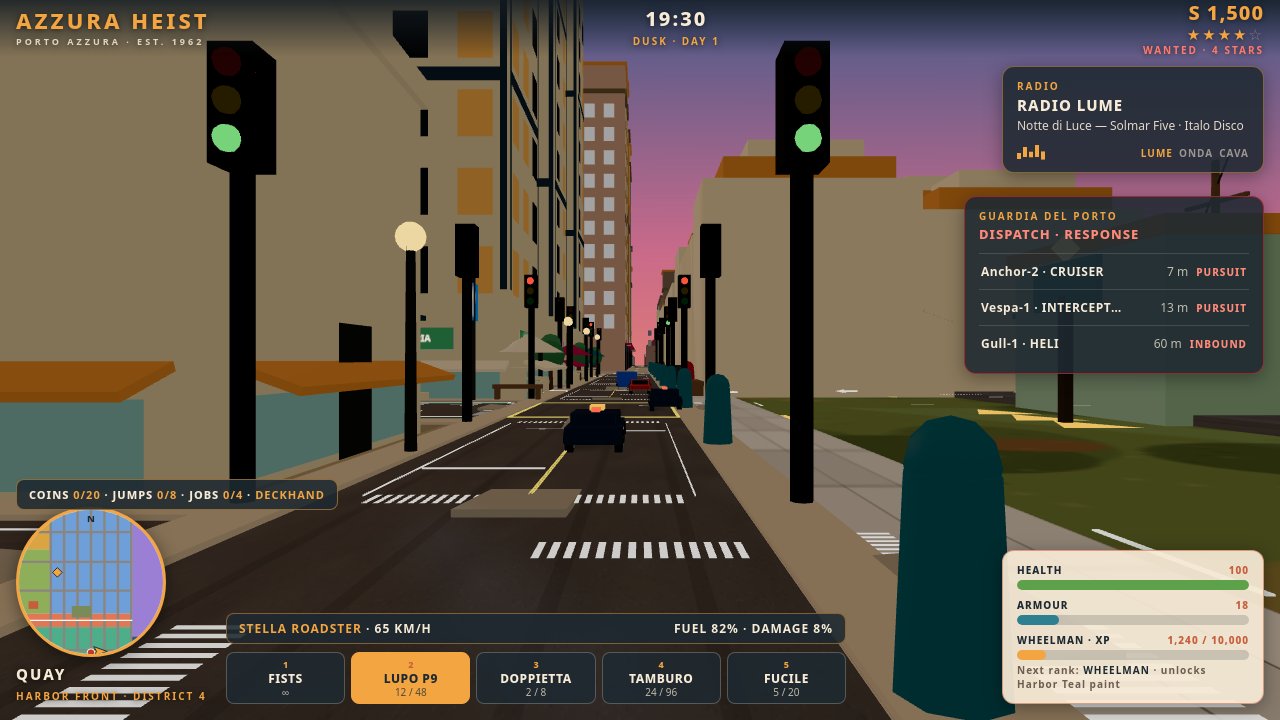 AZZURA HEIST
PORTO AZZURA · EST. 1962
19:30
DUSK · DAY 1
S 1,500
★★★★☆
WANTED · 4 STARS
RADIO
RADIO LUME
Notte di Luce — Solmar Five · Italo Disco
LUME ONDA CAVA
GUARDIA DEL PORTO
DISPATCH · RESPONSE
Anchor-2 · CRUISER 7 m PURSUIT
Vespa-1 · INTERCEPT… 13 m PURSUIT
Gull-1 · HELI 60 m INBOUND
IA
COINS 0/20 · JUMPS 0/8 · JOBS 0/4 · DECKHAND
N
QUAY
HARBOR FRONT · DISTRICT 4
STELLA ROADSTER · 65 KM/H FUEL 82% · DAMAGE 8%
1
FISTS
∞
2
LUPO P9
12 / 48
3
DOPPIETTA
2 / 8
4
TAMBURO
24 / 96
5
FUCILE
5 / 20
HEALTH 100
ARMOUR 18
WHEELMAN · XP 1,240 / 10,000
Next rank: WHEELMAN · unlocks
Harbor Teal paint